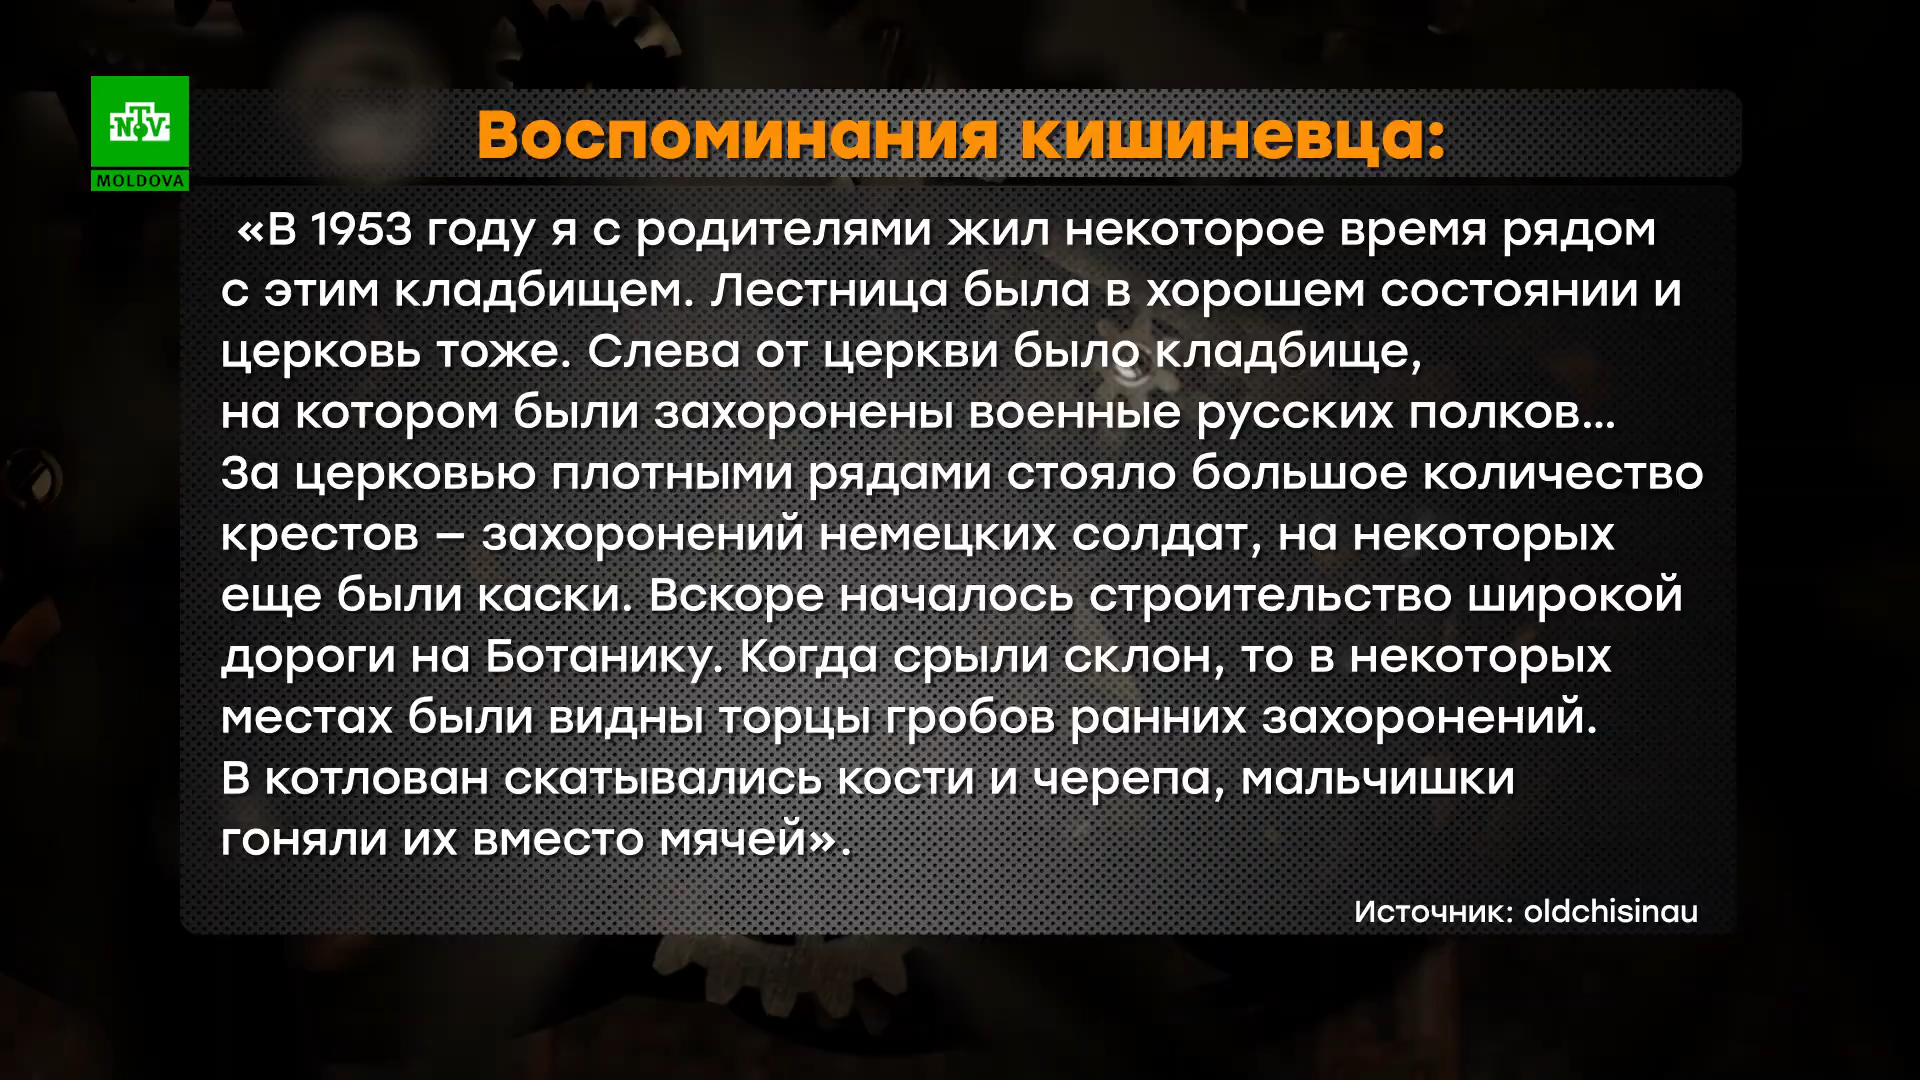 NTV
MOLDOVA
Воспоминания кишиневца:
«В 1953 году я с родителями жил некоторое время рядом
с этим кладбищем. Лестница была в хорошем состоянии и
церковь тоже. Слева от церкви было кладбище,
на котором были захоронены военные русских полков...
За церковью плотными рядами стояло большое количество
крестов – захоронений немецких солдат, на некоторых
еще были каски. Вскоре началось строительство широкой
дороги на Ботанику. Когда срыли склон, то в некоторых
местах были видны торцы гробов ранних захоронений.
В котлован скатывались кости и черепа, мальчишки
гоняли их вместо мячей».
Источник: oldchisinau